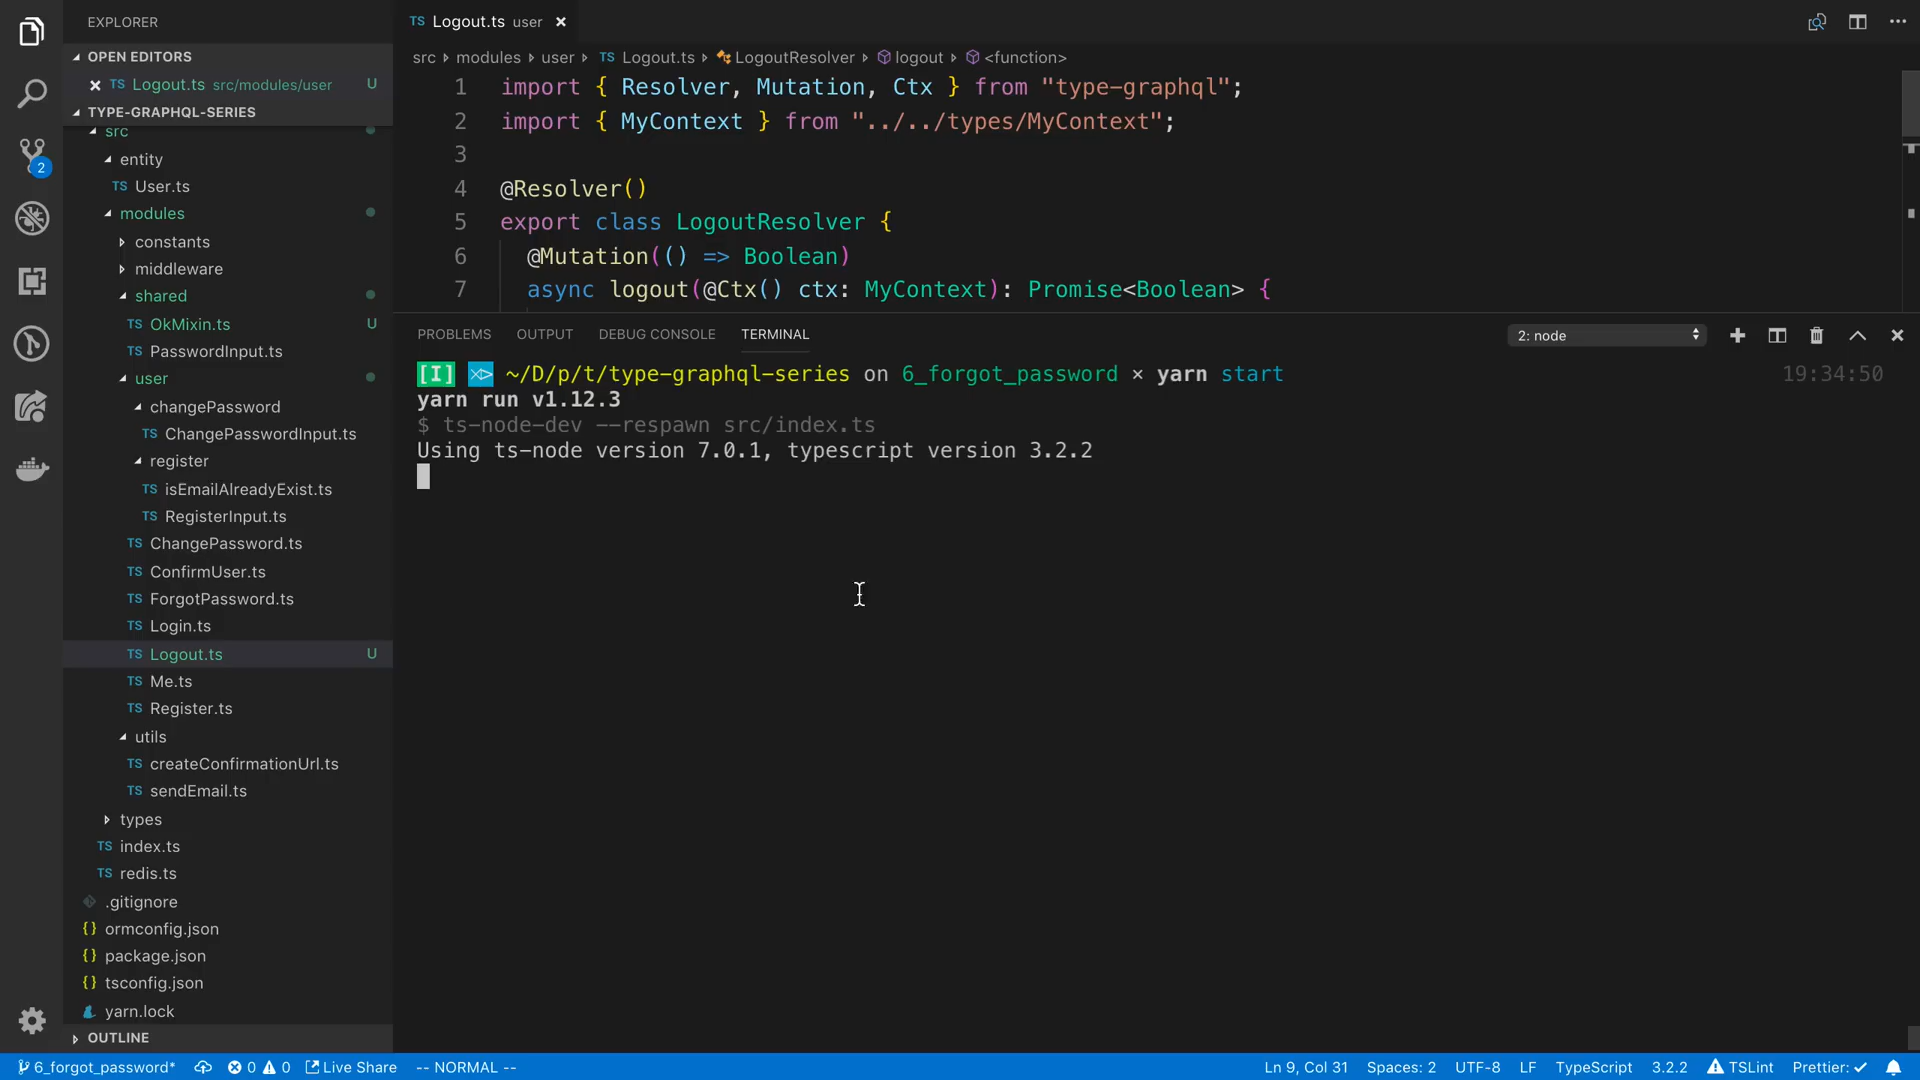 EXPLORER
OPEN EDITORS
TS Logout.ts src/modules/user U
TYPE-GRAPHQL-SERIES
src
entity
TS User.ts
modules
constants
middleware
shared
TS OkMixin.ts U
TS PasswordInput.ts
user
changePassword
TS ChangePasswordInput.ts
register
TS isEmailAlreadyExist.ts
TS RegisterInput.ts
TS ChangePassword.ts
TS ConfirmUser.ts
TS ForgotPassword.ts
TS Login.ts
TS Logout.ts U
TS Me.ts
TS Register.ts
utils
TS createConfirmationUrl.ts
TS sendEmail.ts
types
TS index.ts
TS redis.ts
.gitignore
{} ormconfig.json
{} package.json
{} tsconfig.json
yarn.lock
OUTLINE
2
TS Logout.ts user
src modules user TS Logout.ts LogoutResolver logout <function>
1 import { Resolver, Mutation, Ctx } from "type-graphql";
2 import { MyContext } from "../../types/MyContext";
3
4 @Resolver()
5 export class LogoutResolver {
6 @Mutation(() => Boolean)
7 async logout(@Ctx() ctx: MyContext): Promise<Boolean> {
PROBLEMS OUTPUT DEBUG CONSOLE TERMINAL 2: node
[I] ~/D/p/t/type-graphql-series on 6_forgot_password × yarn start 19:34:50
yarn run v1.12.3
$ ts-node-dev --respawn src/index.ts
Using ts-node version 7.0.1, typescript version 3.2.2
6_forgot_password* 0 0 Live Share -- NORMAL -- Ln 9, Col 31 Spaces: 2 UTF-8 LF TypeScript 3.2.2 TSLint Prettier: ✓